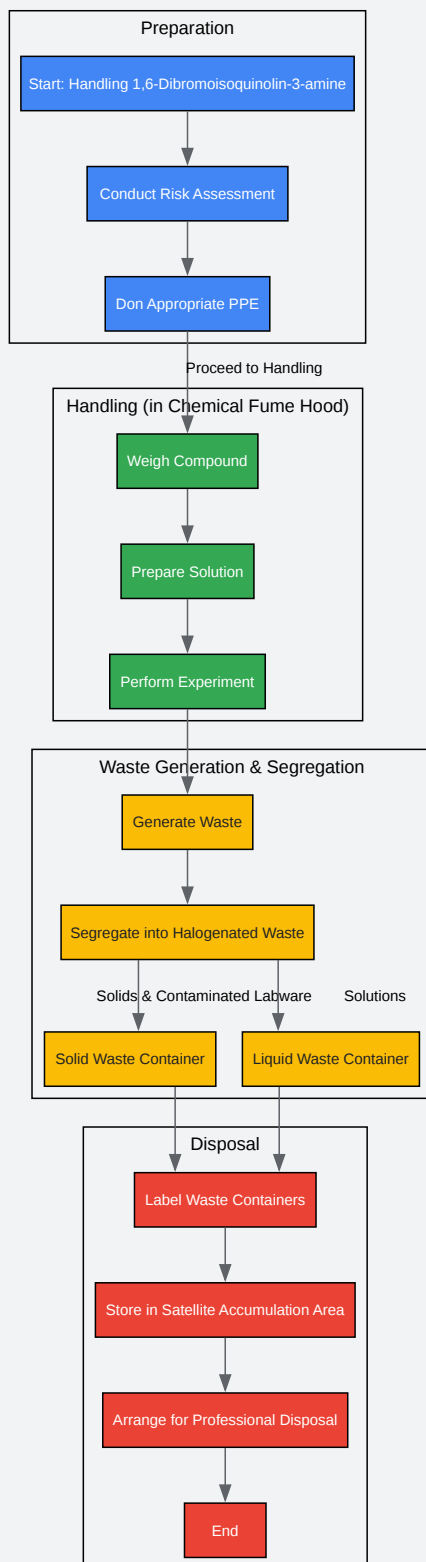 Preparation
Start: Handling 1,6-Dibromoisoquinolin-3-amine
Conduct Risk Assessment
Don Appropriate PPE
Proceed to Handling
Handling (in Chemical Fume Hood)
Weigh Compound
Prepare Solution
Perform Experiment
Waste Generation & Segregation
Generate Waste
Segregate into Halogenated Waste
Solids & Contaminated Labware
Solutions
Solid Waste Container
Liquid Waste Container
Disposal
Label Waste Containers
Store in Satellite Accumulation Area
Arrange for Professional Disposal
End